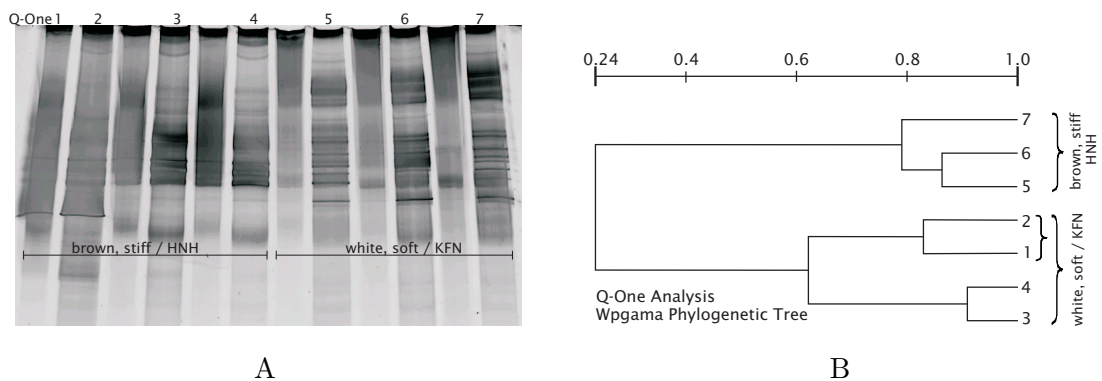 Q-One 1 2 3 4 5 6 7
brown, stiff / HNH
white, soft / KFN
A
0.24 0.4 0.6 0.8 1.0
7
6
5
2
1
4
3
brown, stiff
HNH
white, soft / KFN
Q-One Analysis
Wpgama Phylogenetic Tree
B